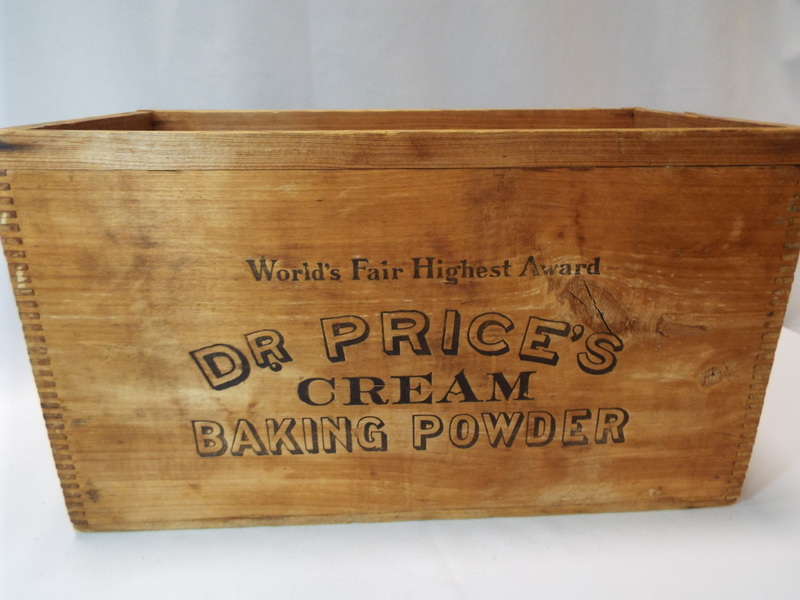 World's Fair Highest Award
DR. PRICE'S
CREAM
BAKING POWDER